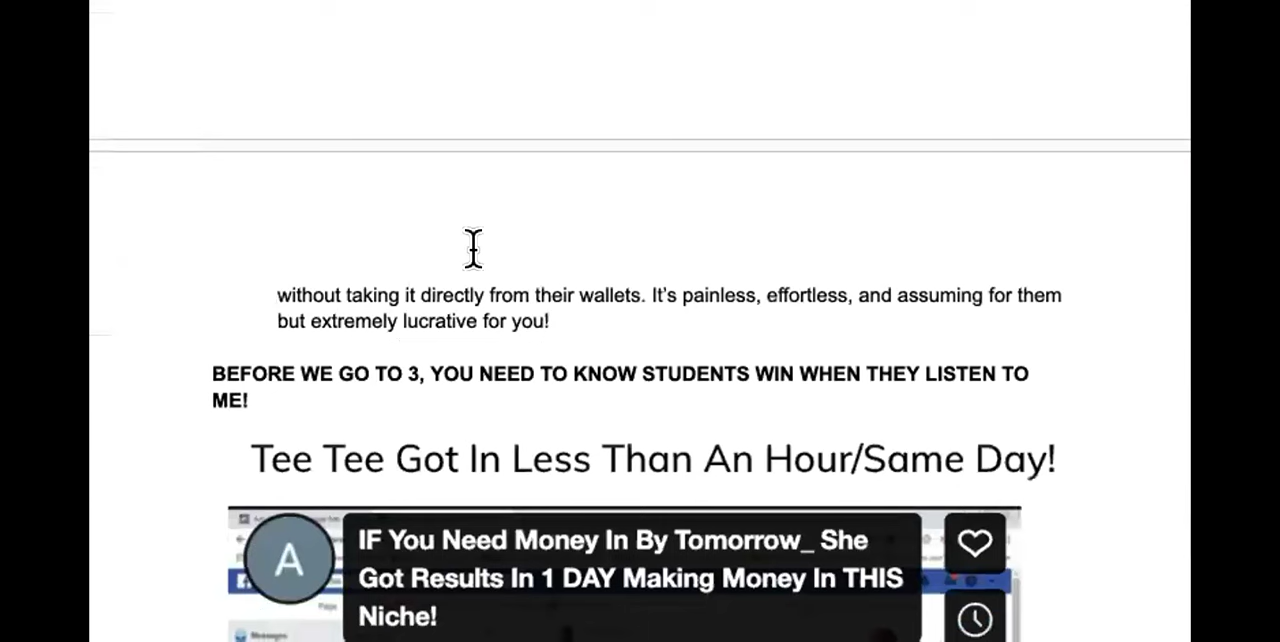 without taking it directly from their wallets. It's painless, effortless, and assuming for them
but extremely lucrative for you!
BEFORE WE GO TO 3, YOU NEED TO KNOW STUDENTS WIN WHEN THEY LISTEN TO
ME!
Tee Tee Got In Less Than An Hour/Same Day!
A
IF You Need Money In By Tomorrow_ She
Got Results In 1 DAY Making Money In THIS
Niche!
Page
Messages